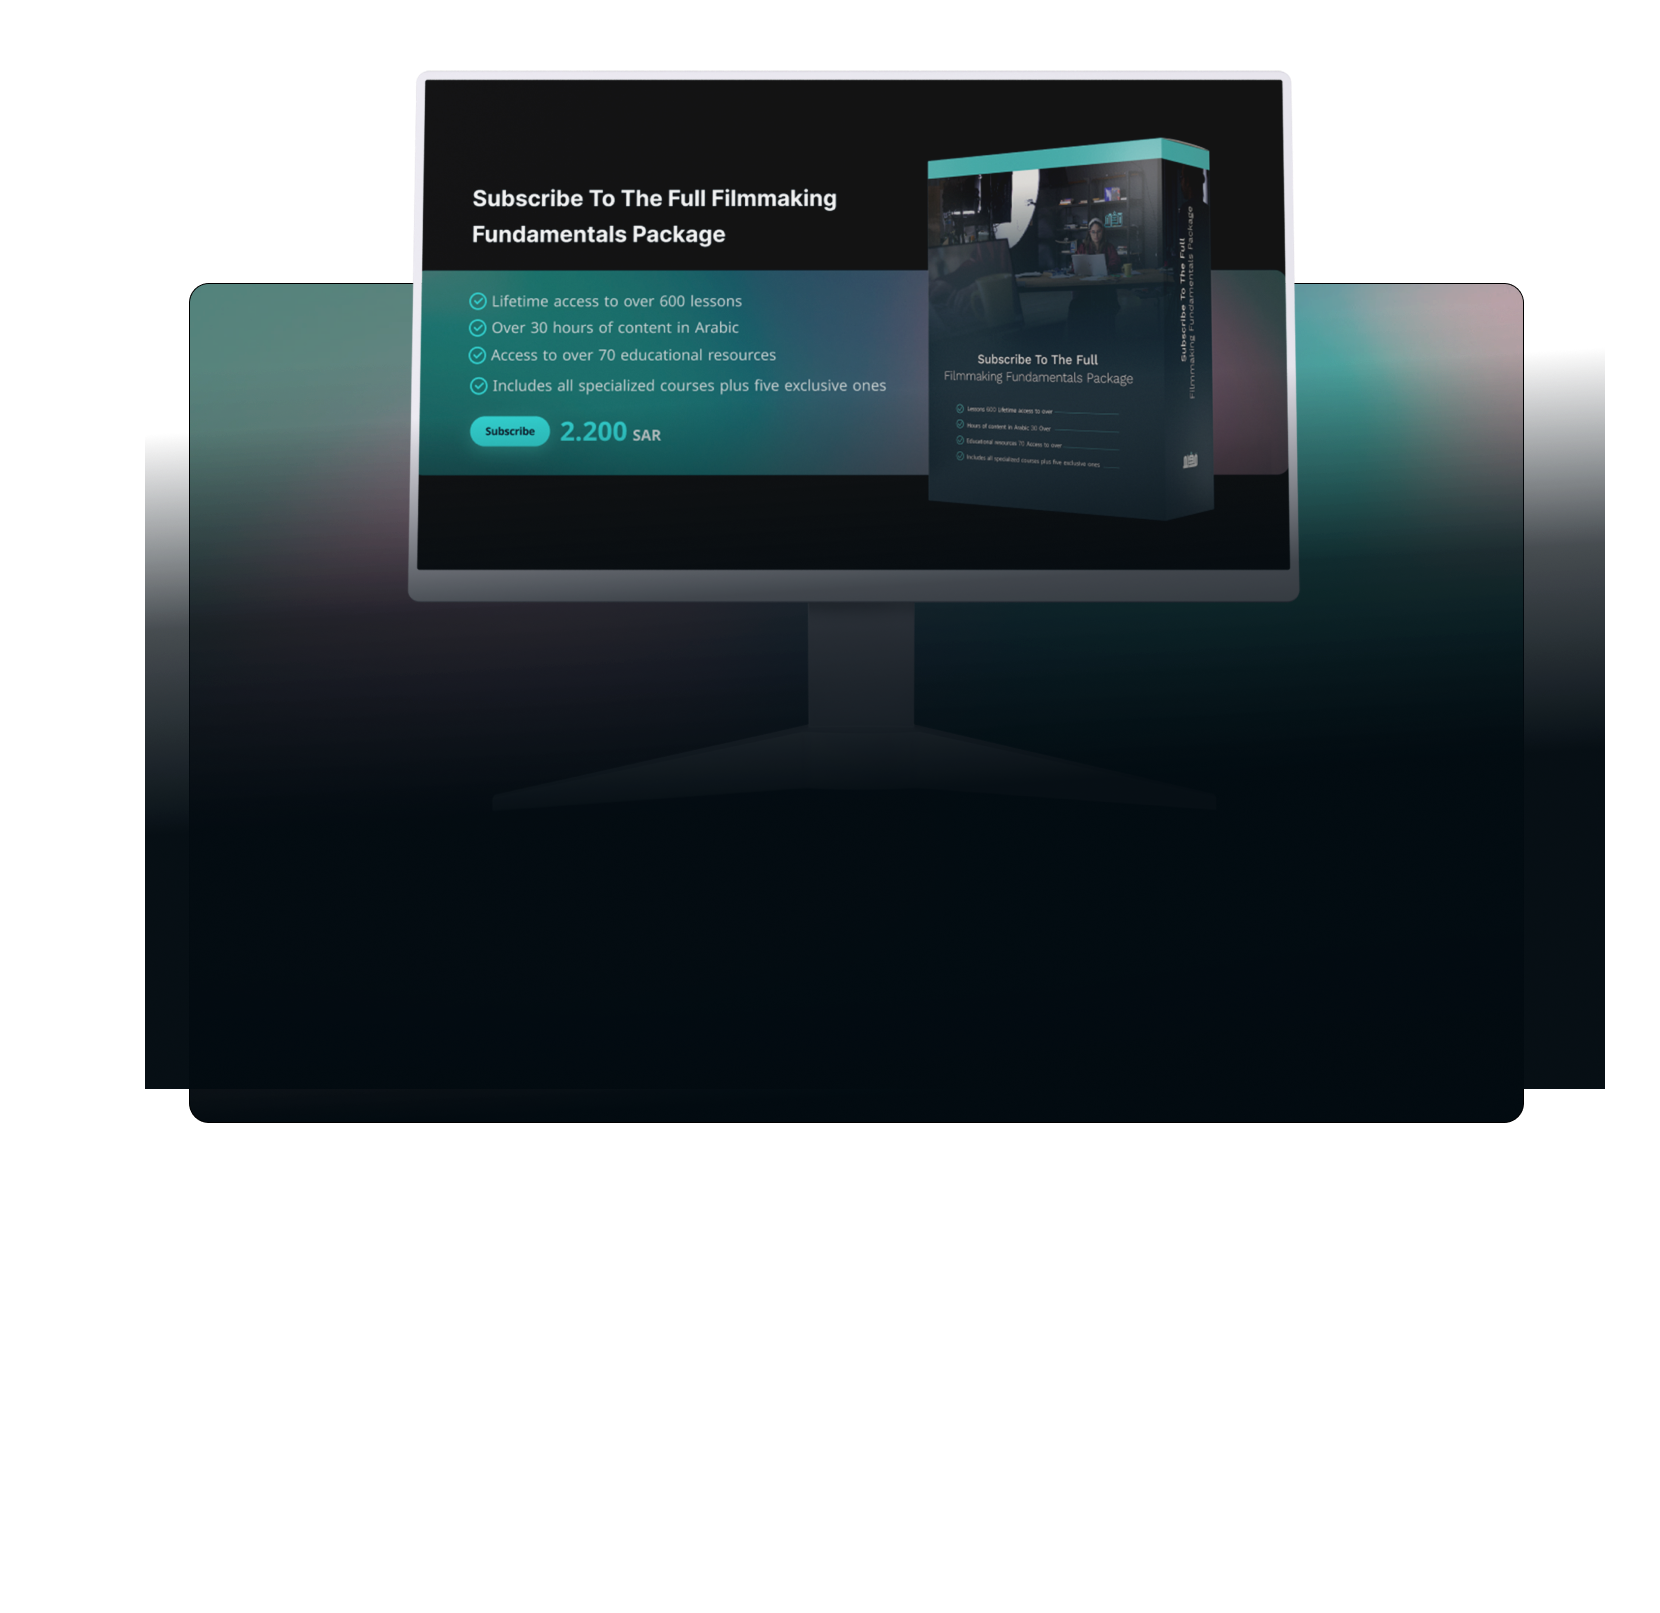 Subscribe To The Full Filmmaking
Fundamentals Package
Lifetime access to over 600 lessons
Over 30 hours of content in Arabic
Access to over 70 educational resources
Includes all specialized courses plus five exclusive ones
Subscribe
2.200 SAR
Subscribe To The Full
Filmmaking Fundamentals Package
Lessons 600 Lifetime access to over
Hours of content in Arabic 30 Over
Educational resources 70 Access to over
Includes all specialized courses plus five exclusive ones
Subscribe To The Full
Filmmaking Fundamentals Package